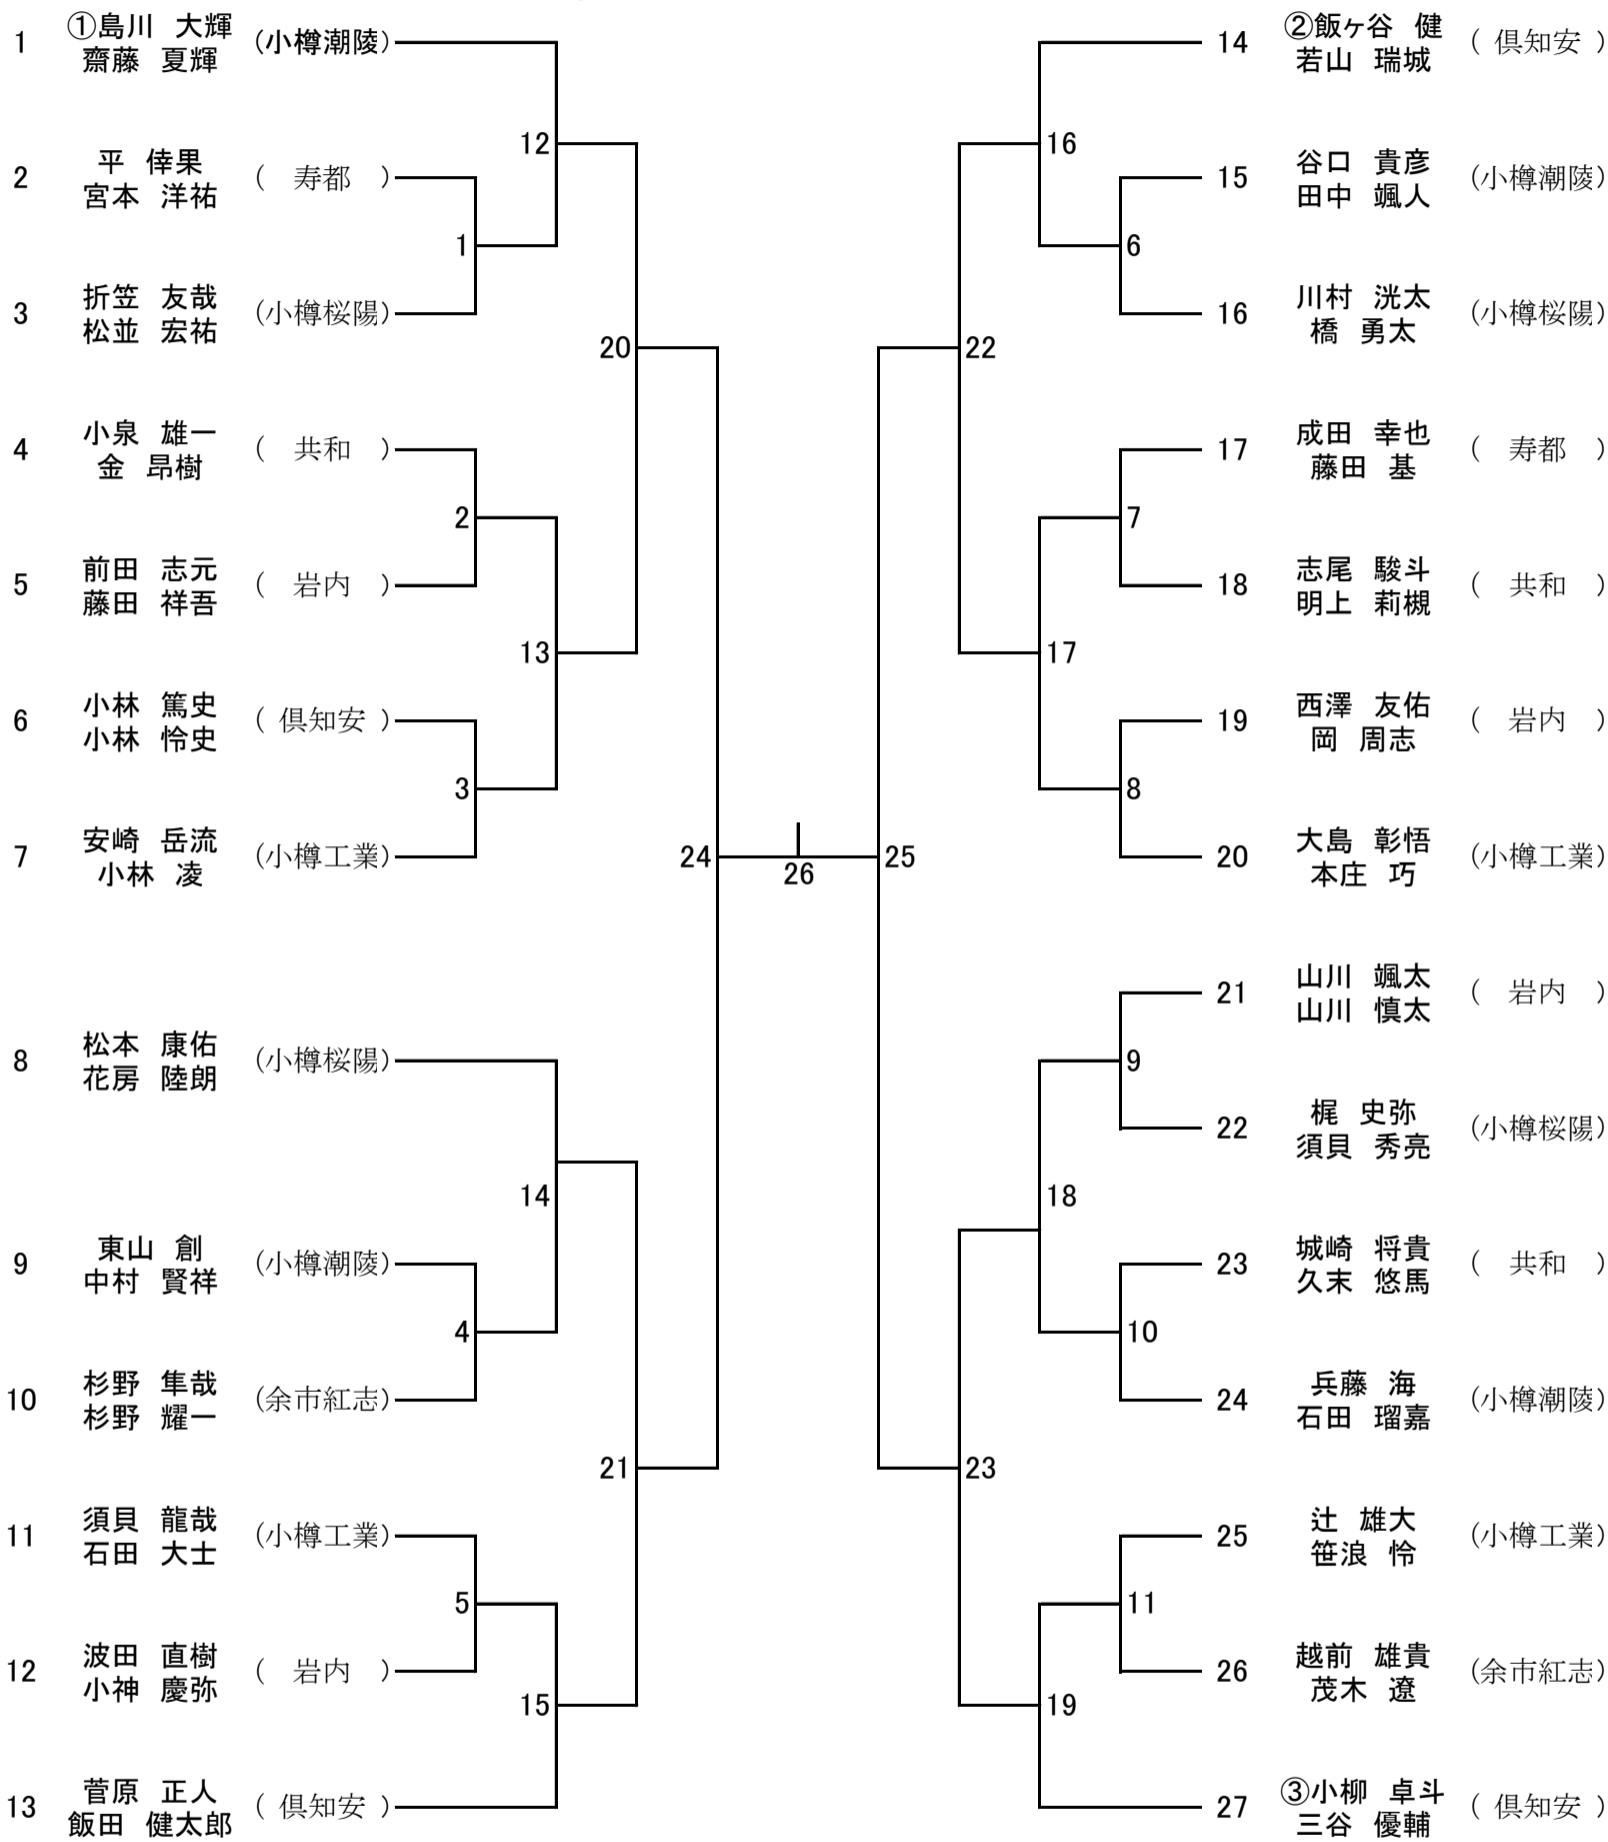 1 ①島川 大輝 (小樽潮陵)
齋藤 夏輝
2 平 倖果 ( 寿都 )
宮本 洋祐
3 折笠 友哉 (小樽桜陽)
松並 宏祐
4 小泉 雄一 ( 共和 )
金 昂樹
5 前田 志元 ( 岩内 )
藤田 祥吾
6 小林 篤史 ( 倶知安 )
小林 怜史
7 安崎 岳流 (小樽工業)
小林 凌
8 松本 康佑 (小樽桜陽)
花房 陸朗
9 東山 創 (小樽潮陵)
中村 賢祥
10 杉野 隼哉 (余市紅志)
杉野 耀一
11 須貝 龍哉 (小樽工業)
石田 大士
12 波田 直樹 ( 岩内 )
小神 慶弥
13 菅原 正人 ( 倶知安 )
飯田 健太郎
12
1
20
2
13
3
24
14
4
21
5
15
26
25
16
6
22
7
17
8
9
18
10
23
11
19
14 ②飯ヶ谷 健 ( 倶知安 )
若山 瑞城
15 谷口 貴彦 (小樽潮陵)
田中 颯人
16 川村 洸太 (小樽桜陽)
橋 勇太
17 成田 幸也 ( 寿都 )
藤田 基
18 志尾 駿斗 ( 共和 )
明上 莉槻
19 西澤 友佑 ( 岩内 )
岡 周志
20 大島 彰悟 (小樽工業)
本庄 巧
21 山川 颯太 ( 岩内 )
山川 慎太
22 梶 史弥 (小樽桜陽)
須貝 秀亮
23 城崎 将貴 ( 共和 )
久末 悠馬
24 兵藤 海 (小樽潮陵)
石田 瑠嘉
25 辻 雄大 (小樽工業)
笹浪 怜
26 越前 雄貴 (余市紅志)
茂木 遼
27 ③小柳 卓斗 ( 倶知安 )
三谷 優輔